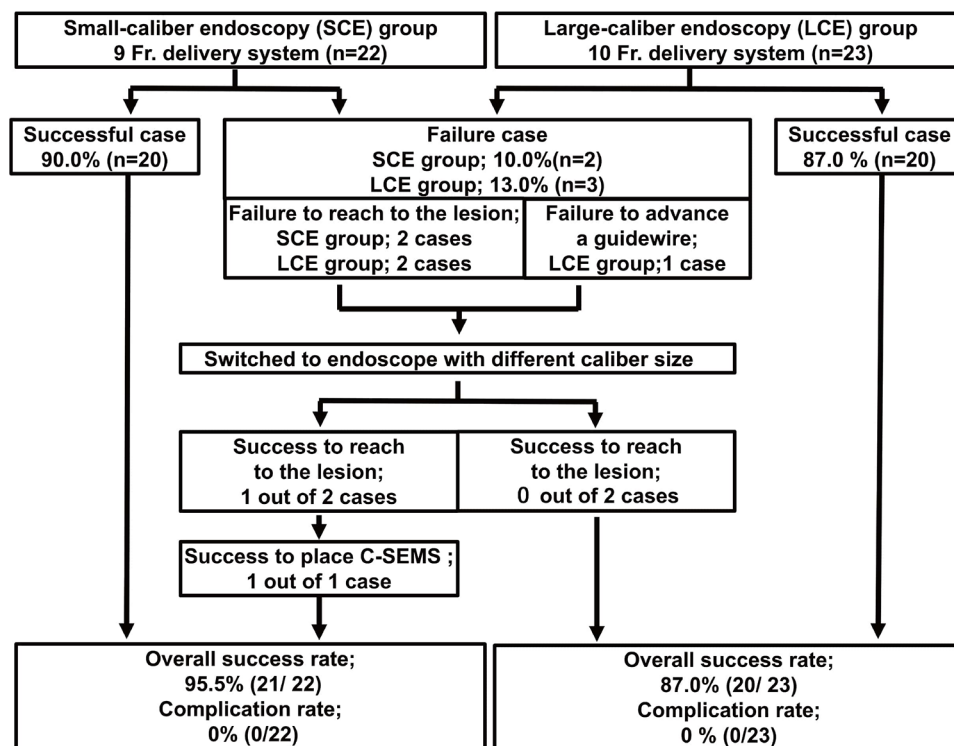 Small-caliber endoscopy (SCE) group
9 Fr. delivery system (n=22)
Large-caliber endoscopy (LCE) group
10 Fr. delivery system (n=23)
Successful case
90.0% (n=20)
Failure case
SCE group; 10.0%(n=2)
LCE group; 13.0% (n=3)
Successful case
87.0 % (n=20)
Failure to reach to the lesion;
SCE group; 2 cases
LCE group; 2 cases
Failure to advance
a guidewire;
LCE group;1 case
Switched to endoscope with different caliber size
Success to reach
to the lesion;
1 out of 2 cases
Success to reach
to the lesion;
0 out of 2 cases
Success to place C-SEMS ;
1 out of 1 case
Overall success rate;
95.5% (21/ 22)
Complication rate;
0% (0/22)
Overall success rate;
87.0% (20/ 23)
Complication rate;
0 % (0/23)